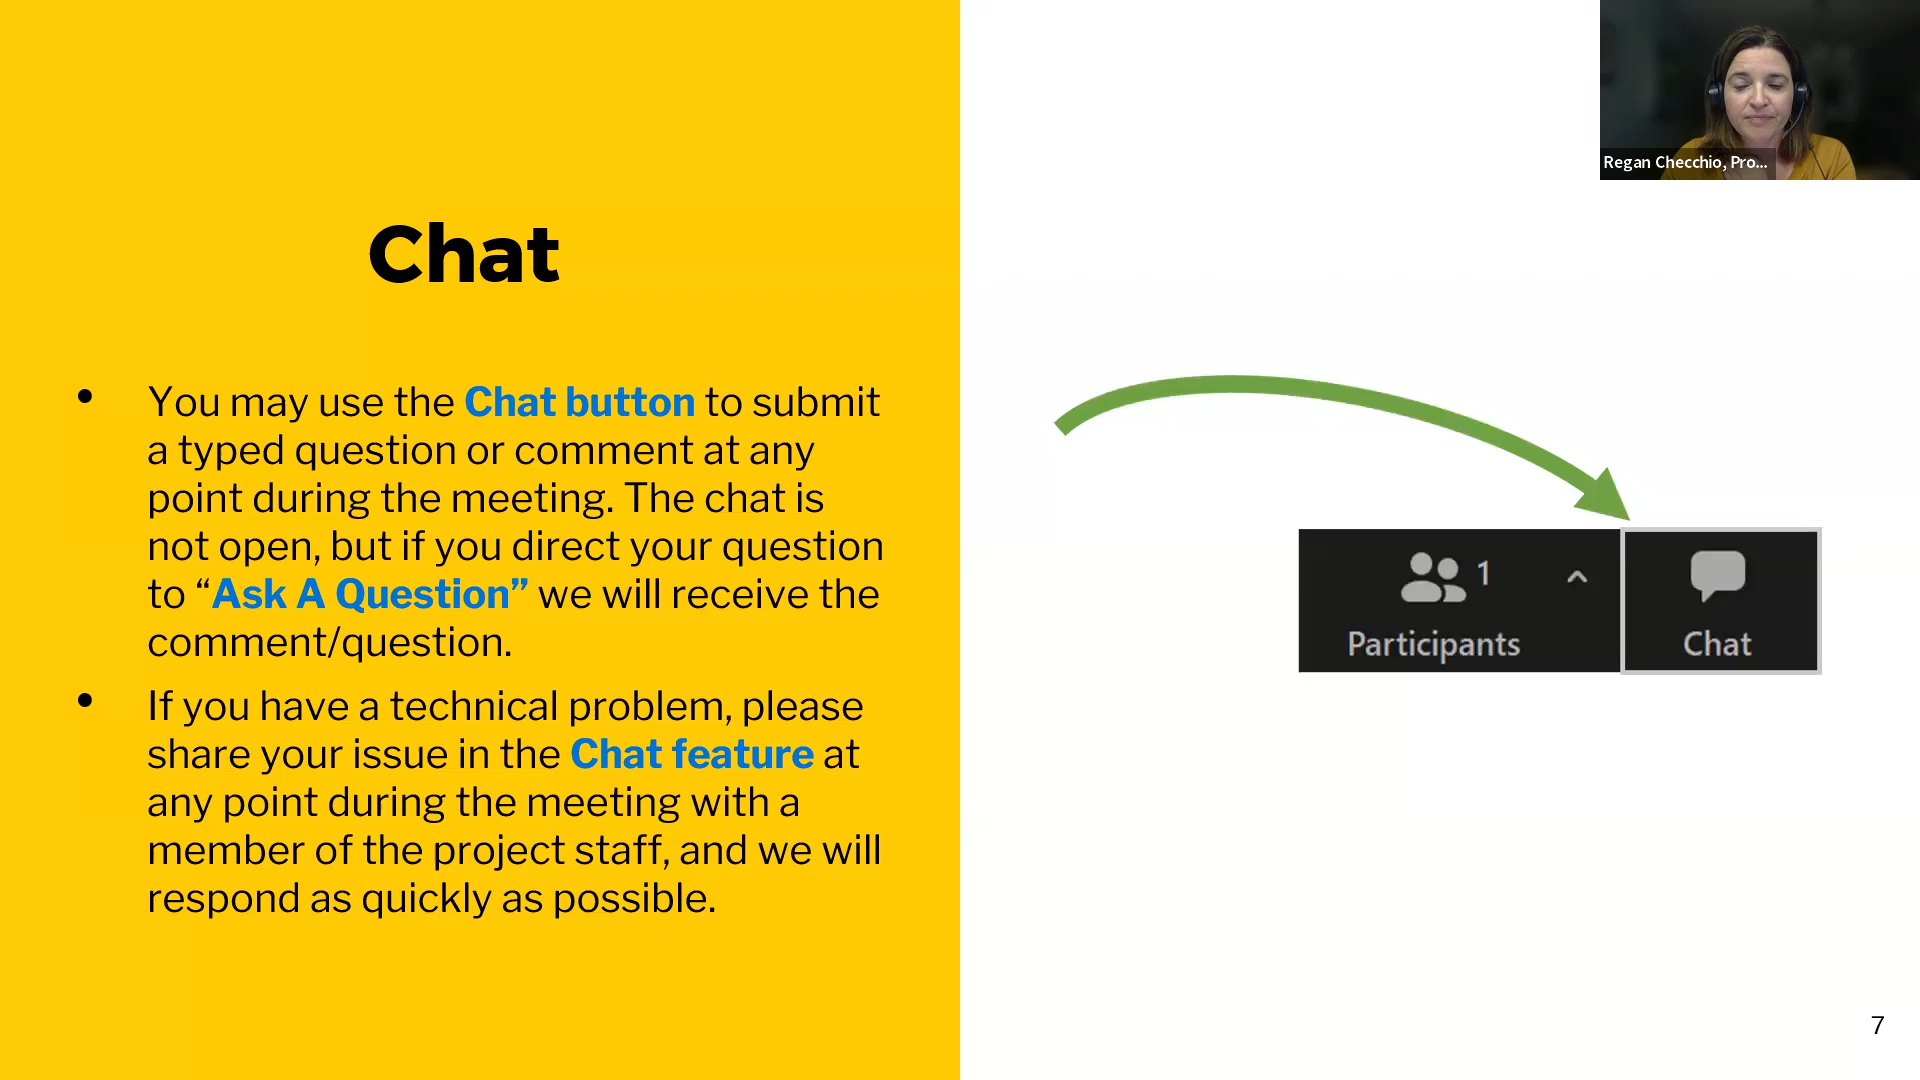 Regan Checchio, Pro...
Chat
• You may use the Chat button to submit
a typed question or comment at any
point during the meeting. The chat is
not open, but if you direct your question
to “Ask A Question” we will receive the
comment/question.
• If you have a technical problem, please
share your issue in the Chat feature at
any point during the meeting with a
member of the project staff, and we will
respond as quickly as possible.
1
Participants
Chat
7